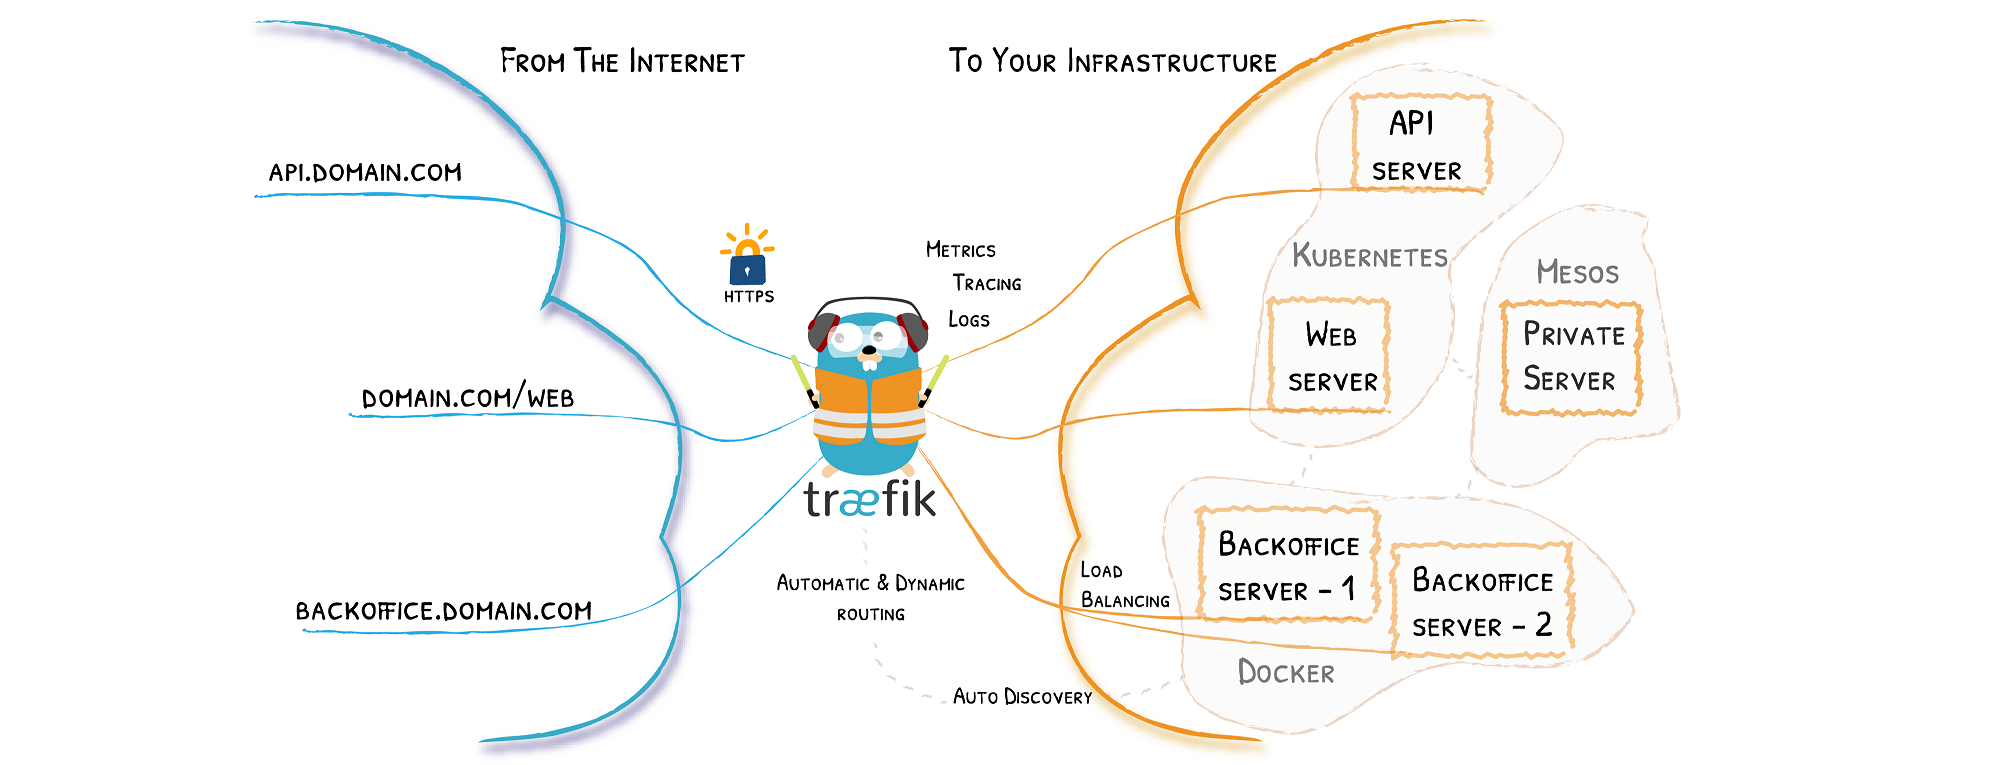 From The Internet
To Your Infrastructure
api.domain.com
domain.com/web
backoffice.domain.com
HTTPS
Metrics
Tracing
Logs
træfik
Automatic & Dynamic
routing
Auto Discovery
Load
Balancing
API
server
Kubernetes
Web
server
Mesos
Private
Server
Backoffice
server - 1
Backoffice
server - 2
Docker